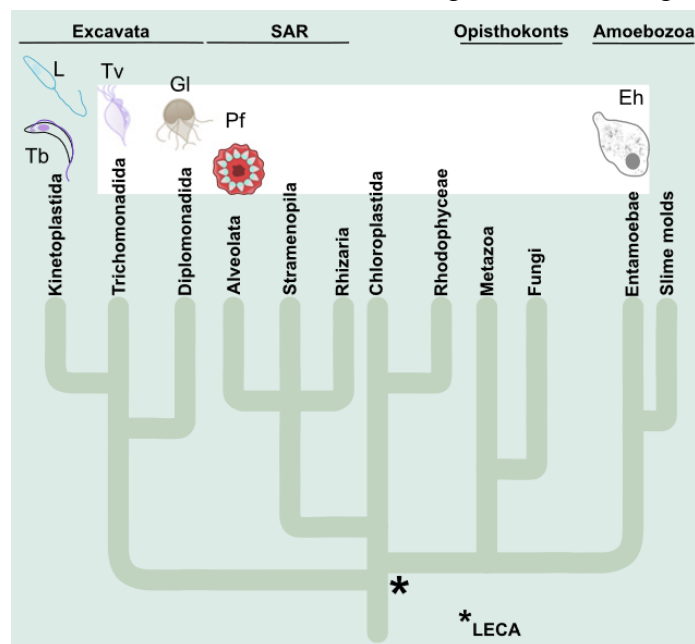 Excavata SAR Opisthokonts Amoebozoa
L Tv Gl Eh
Tb Pf
Kinetoplastida
Trichomonadida
Diplomonadida
Alveolata
Stramenopila
Rhizaria
Chloroplastida
Rhodophyceae
Metazoa
Fungi
Entamoebae
Slime molds
*
*LECA